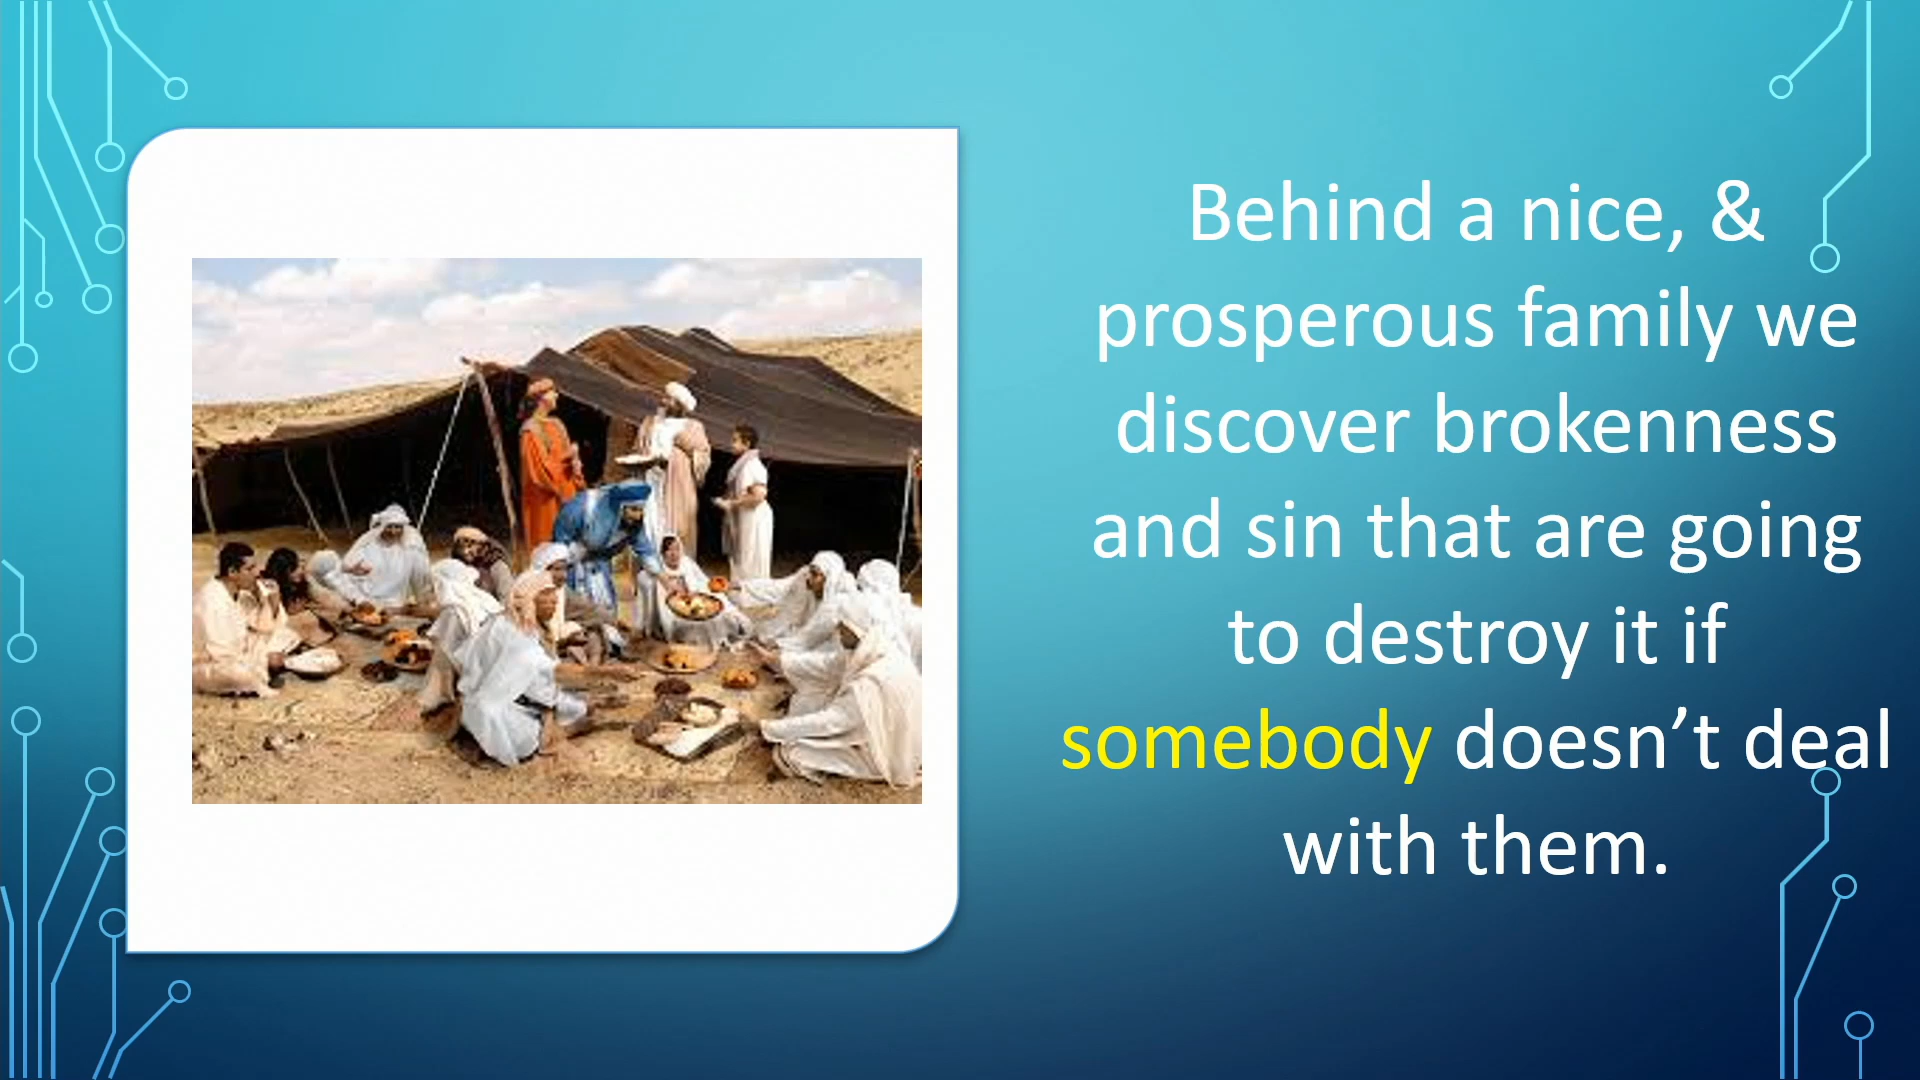 Behind a nice, &
prosperous family we
discover brokenness
and sin that are going
to destroy it if
somebody doesn’t deal
with them.